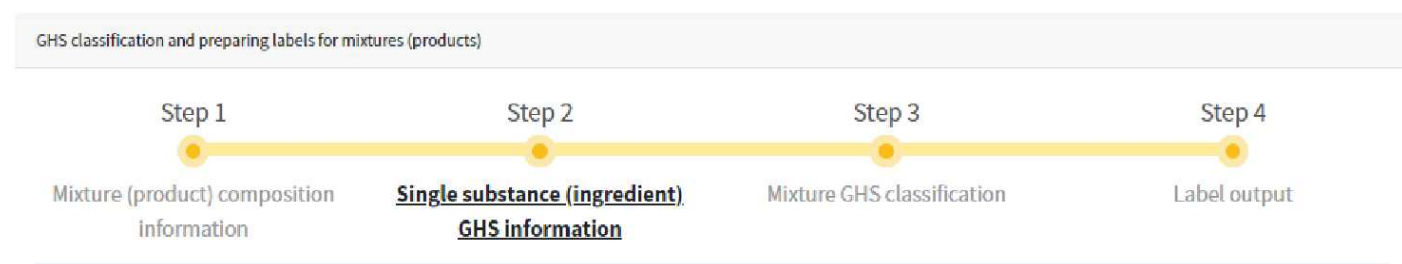 GHS classification and preparing labels for mixtures (products)
Step 1
Step 2
Step 3
Step 4
Mixture (product) composition
information
Single substance (ingredient)
GHS information
Mixture GHS classification
Label output